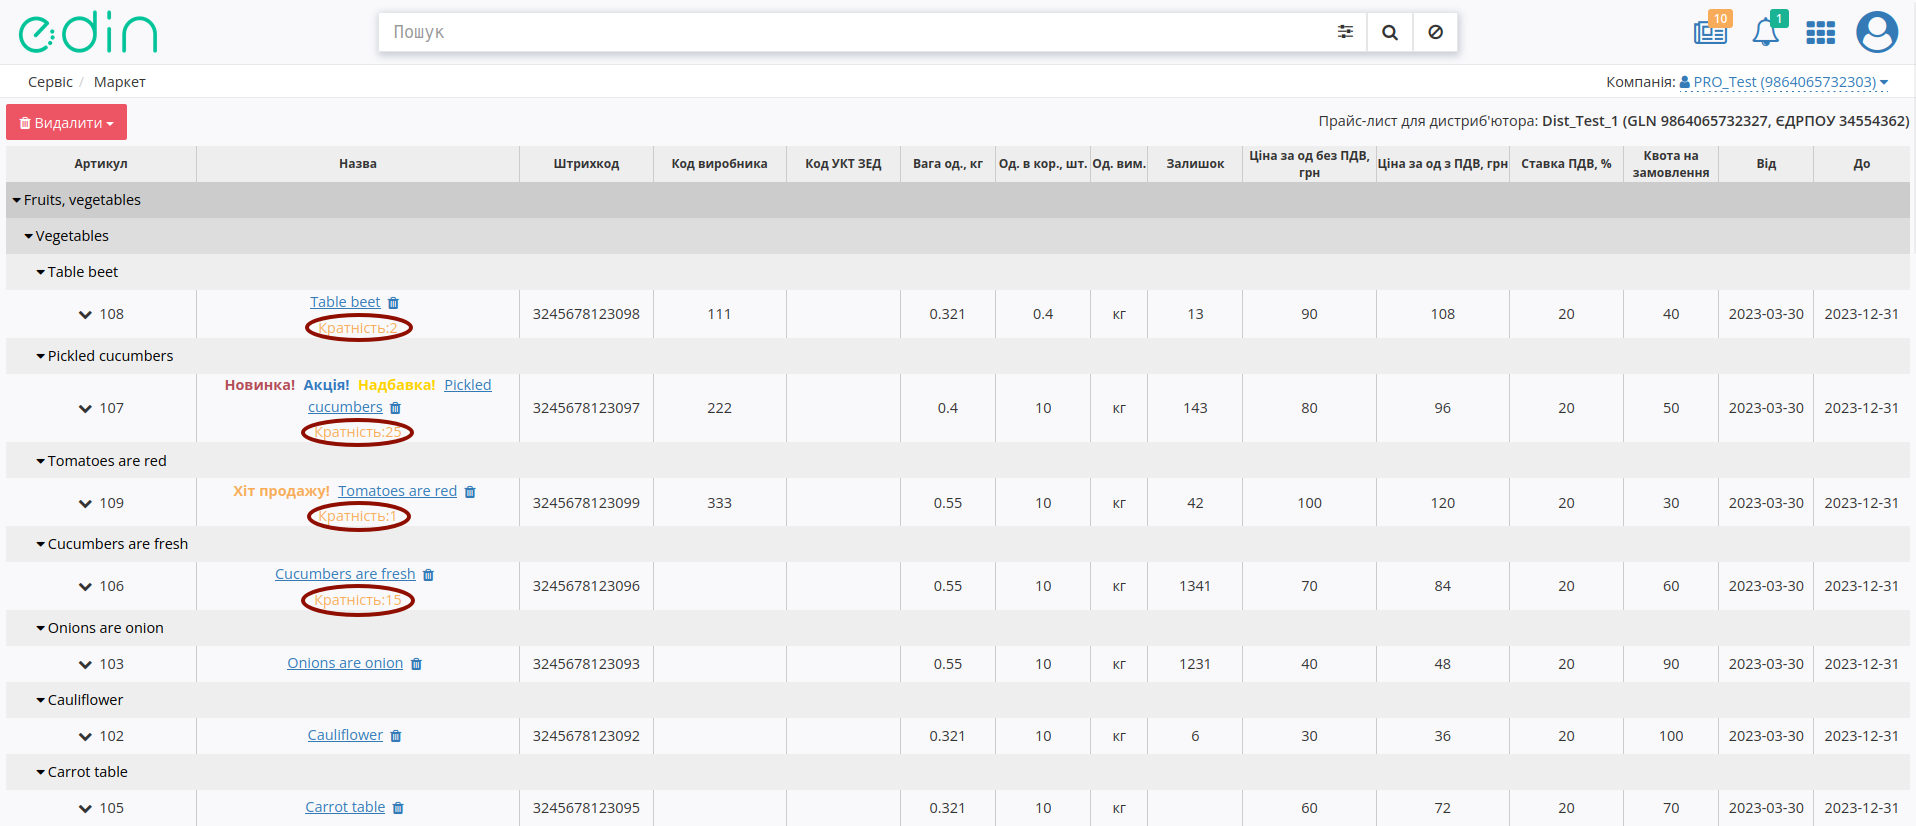 edin
Пошук
10
1
Сервіс / Маркет
Компанія: PRO_Test (9864065732303)
Видалити
Прайс-лист для дистриб'ютора: Dist_Test_1 (GLN 9864065732327, ЄДРПОУ 34554362)
Артикул Назва Штрихкод Код виробника Код УКТ ЗЕД Вага од., кг Од. в кор., шт. Од. вим. Залишок Ціна за од без ПДВ, грн Ціна за од з ПДВ, грн Ставка ПДВ, % Квота на замовлення Від До
Fruits, vegetables
Vegetables
Table beet
108 Table beet 3245678123098 111 0.321 0.4 кг 13 90 108 20 40 2023-03-30 2023-12-31
Кратність:2
Pickled cucumbers
Новинка! Акція! Надбавка! Pickled
107 cucumbers 3245678123097 222 0.4 10 кг 143 80 96 20 50 2023-03-30 2023-12-31
Кратність:25
Tomatoes are red
109 Хіт продажу! Tomatoes are red 3245678123099 333 0.55 10 кг 42 100 120 20 30 2023-03-30 2023-12-31
Кратність:1
Cucumbers are fresh
106 Cucumbers are fresh 3245678123096 0.55 10 кг 1341 70 84 20 60 2023-03-30 2023-12-31
Кратність:15
Onions are onion
103 Onions are onion 3245678123093 0.55 10 кг 1231 40 48 20 90 2023-03-30 2023-12-31
Cauliflower
102 Cauliflower 3245678123092 0.321 10 кг 6 30 36 20 100 2023-03-30 2023-12-31
Carrot table
105 Carrot table 3245678123095 0.321 10 кг 60 72 20 70 2023-03-30 2023-12-31